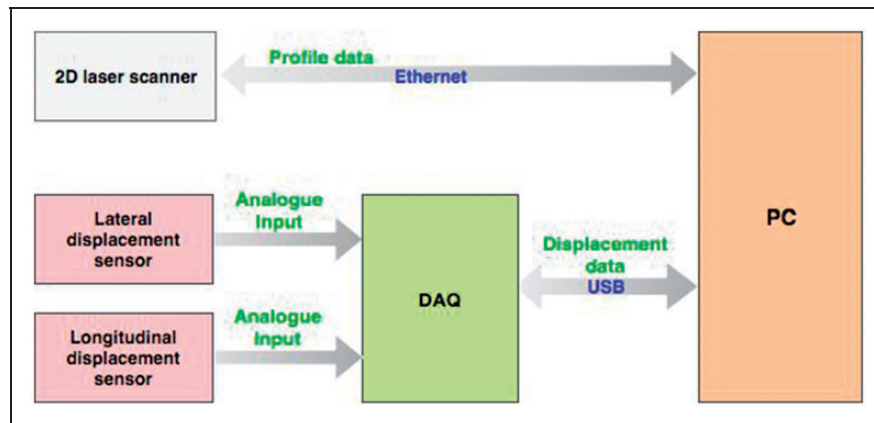 2D laser scanner
Profile data
Ethernet
PC
Lateral
displacement
sensor
Analogue
Input
DAQ
Displacement
data
USB
Longitudinal
displacement
sensor
Analogue
Input